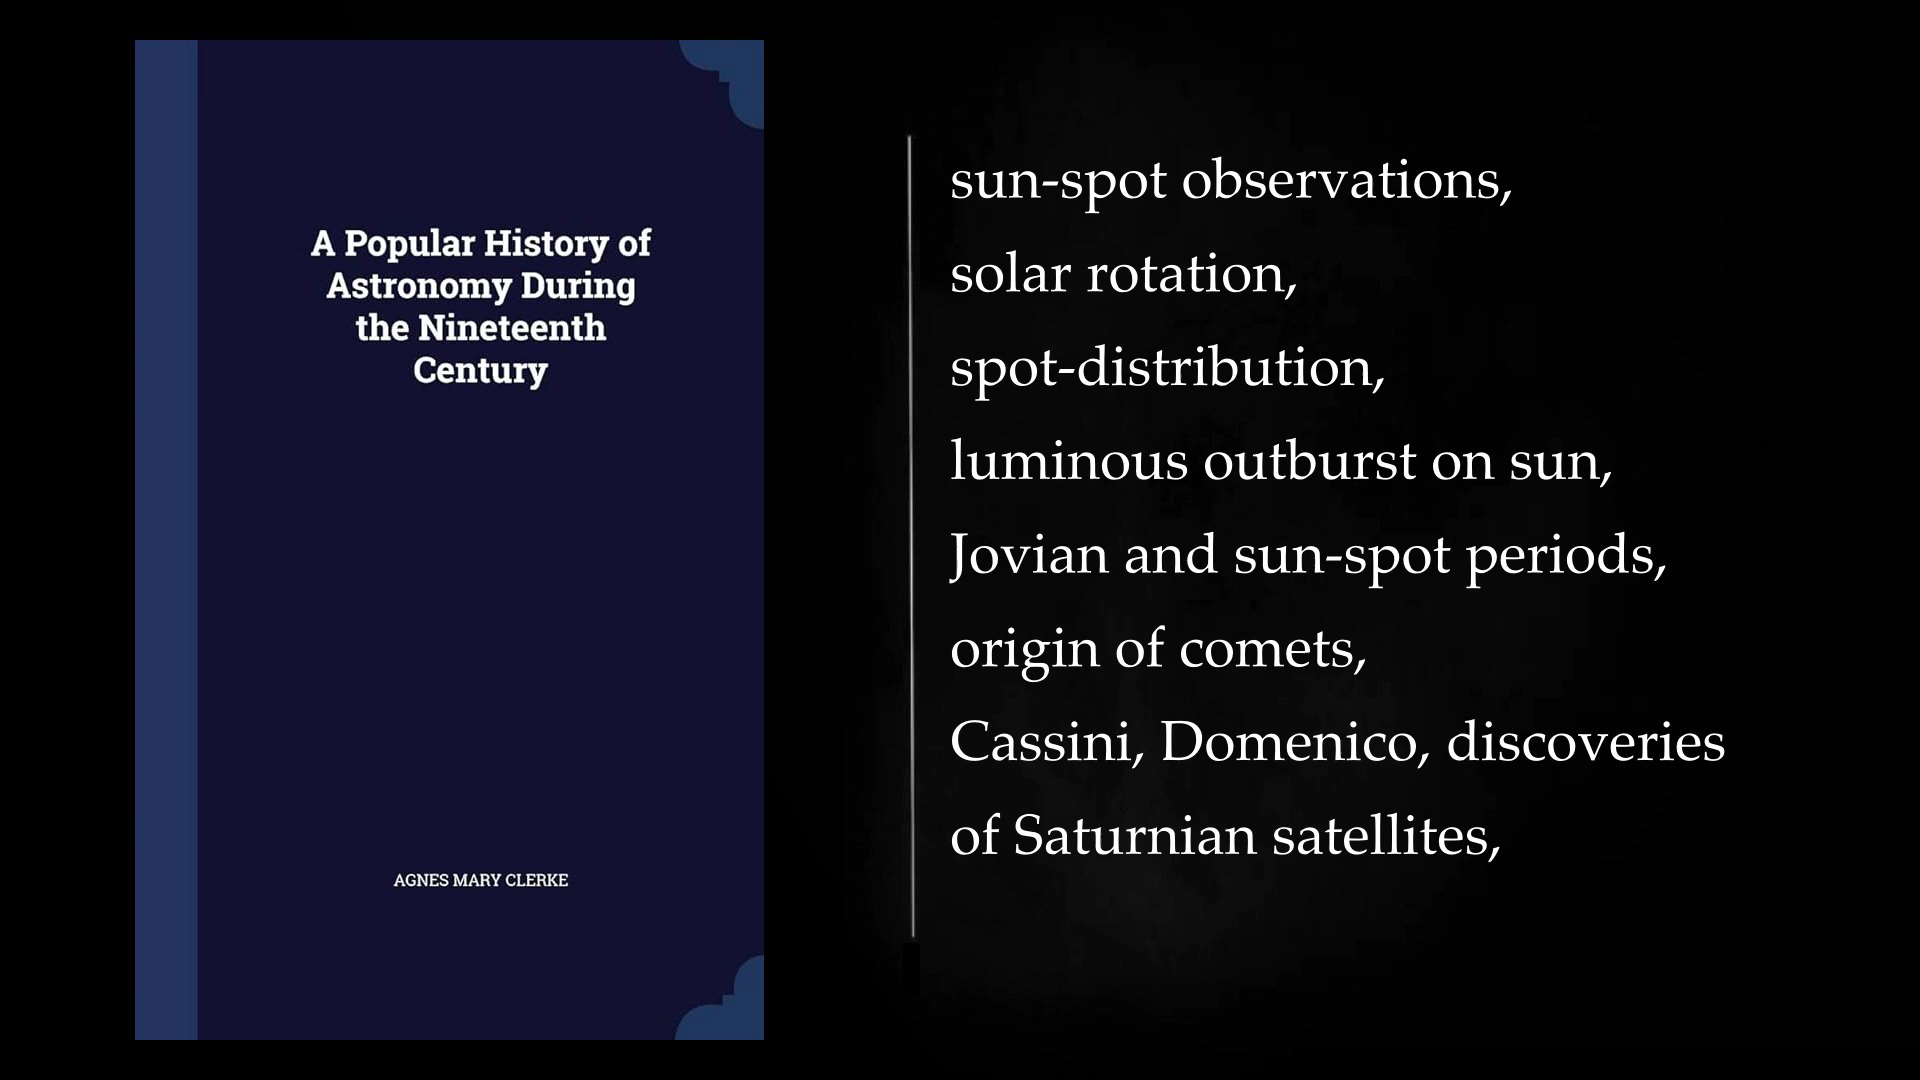 A Popular History of
Astronomy During
the Nineteenth
Century
AGNES MARY CLERKE
sun-spot observations,
solar rotation,
spot-distribution,
luminous outburst on sun,
Jovian and sun-spot periods,
origin of comets,
Cassini, Domenico, discoveries
of Saturnian satellites,